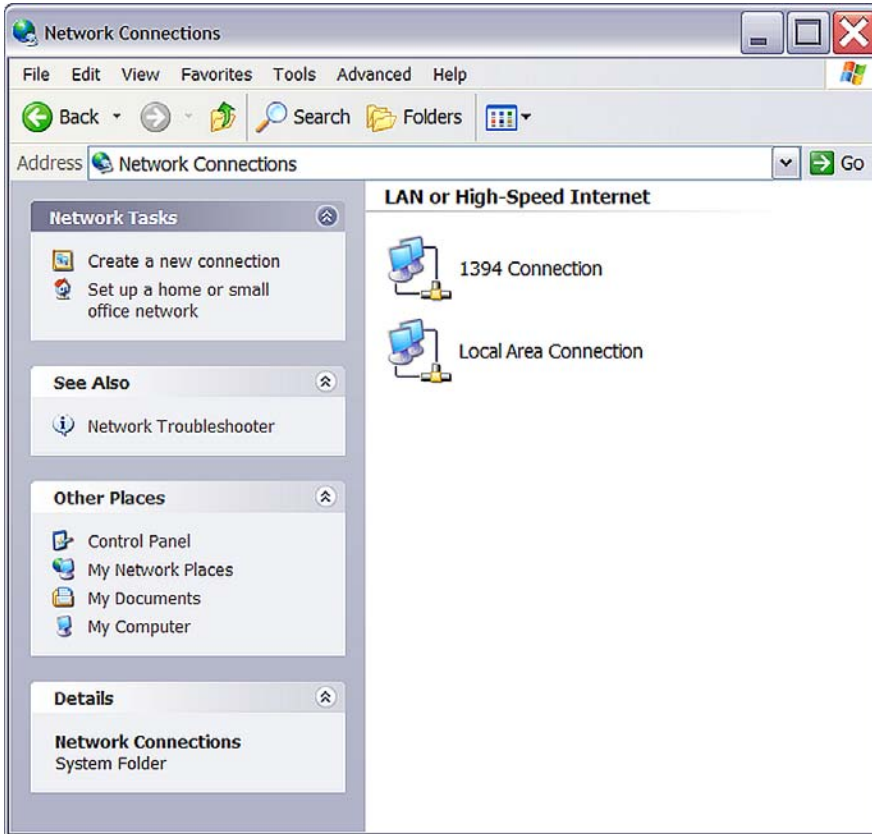 Network Connections
File Edit View Favorites Tools Advanced Help
Back Search Folders
Address Network Connections Go
Network Tasks
Create a new connection
Set up a home or small
office network
See Also
Network Troubleshooter
Other Places
Control Panel
My Network Places
My Documents
My Computer
Details
Network Connections
System Folder
LAN or High-Speed Internet
1394 Connection
Local Area Connection